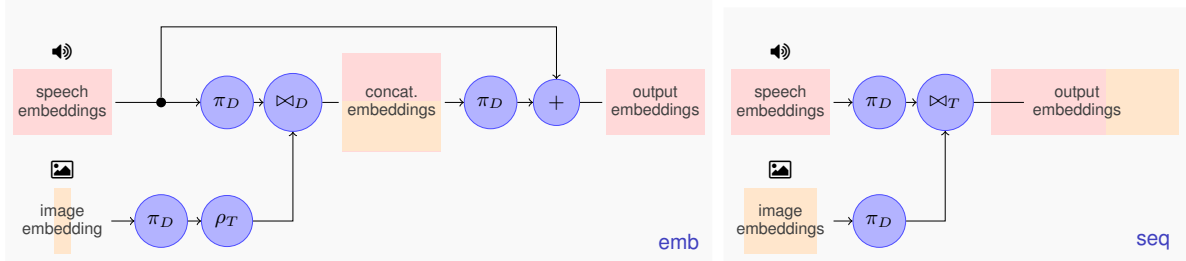 speech
embeddings
π_D
⋈_D
concat.
embeddings
π_D
+
output
embeddings
image
embedding
π_D
ρ_T
emb
speech
embeddings
π_D
⋈_T
output
embeddings
image
embeddings
π_D
seq